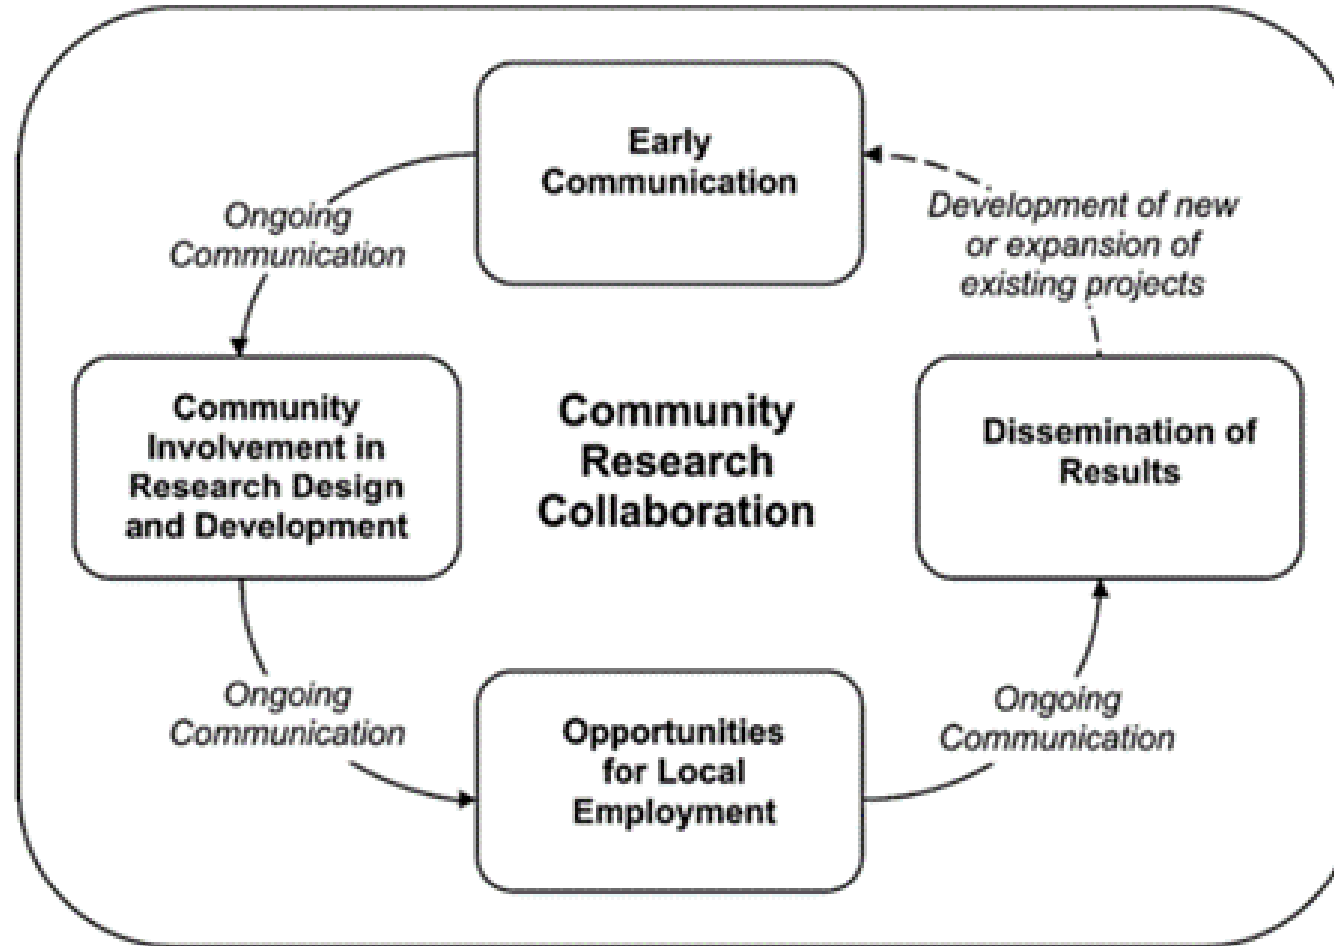 Early
Communication
Ongoing
Communication
Development of new
or expansion of
existing projects
Community
Involvement in
Research Design
and Development
Community
Research
Collaboration
Dissemination of
Results
Ongoing
Communication
Opportunities
for Local
Employment
Ongoing
Communication